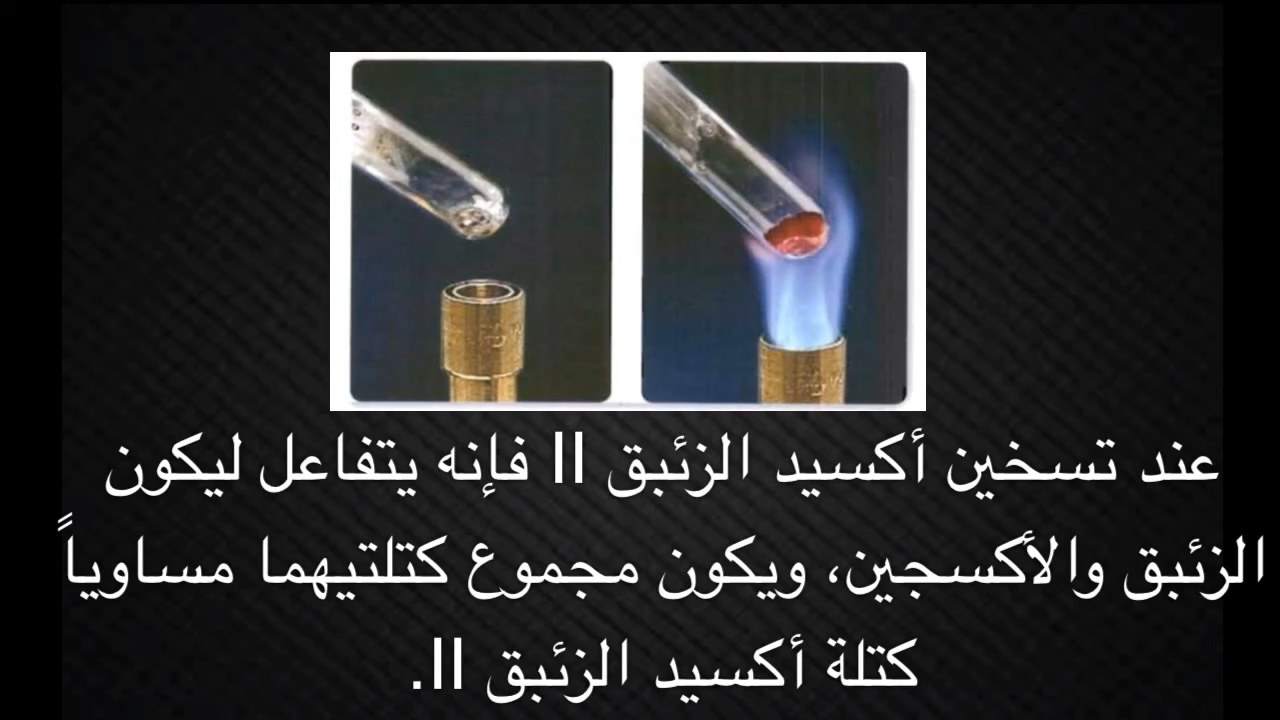 عند تسخين أكسيد الزئبق II فإنه يتفاعل ليكون
الزئبق والأكسجين، ويكون مجموع كتلتيهما مساوياً
كتلة أكسيد الزئبق II.